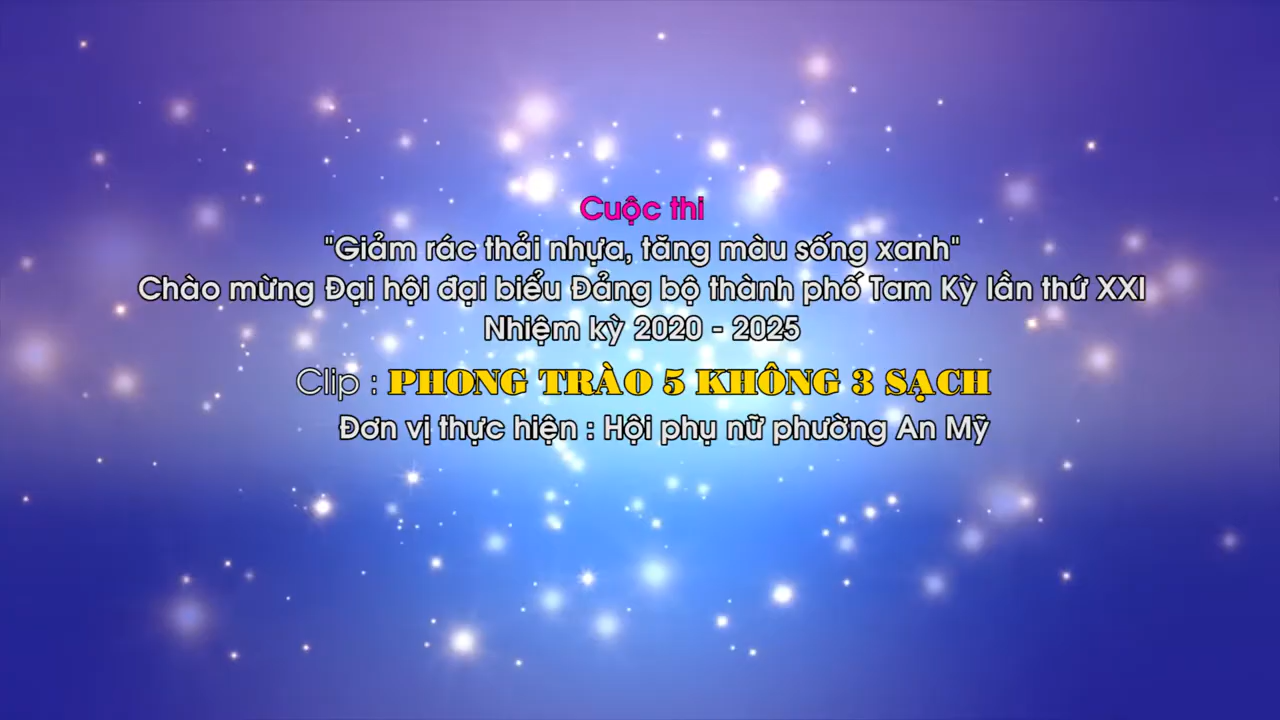 Cuộc thi
"Giảm rác thải nhựa, tăng màu sống xanh"
Chào mừng Đại hội đại biểu Đảng bộ thành phố Tam Kỳ lần thứ XXI
Nhiệm kỳ 2020 - 2025
Clip : PHONG TRÀO 5 KHÔNG 3 SẠCH
Đơn vị thực hiện : Hội phụ nữ phường An Mỹ